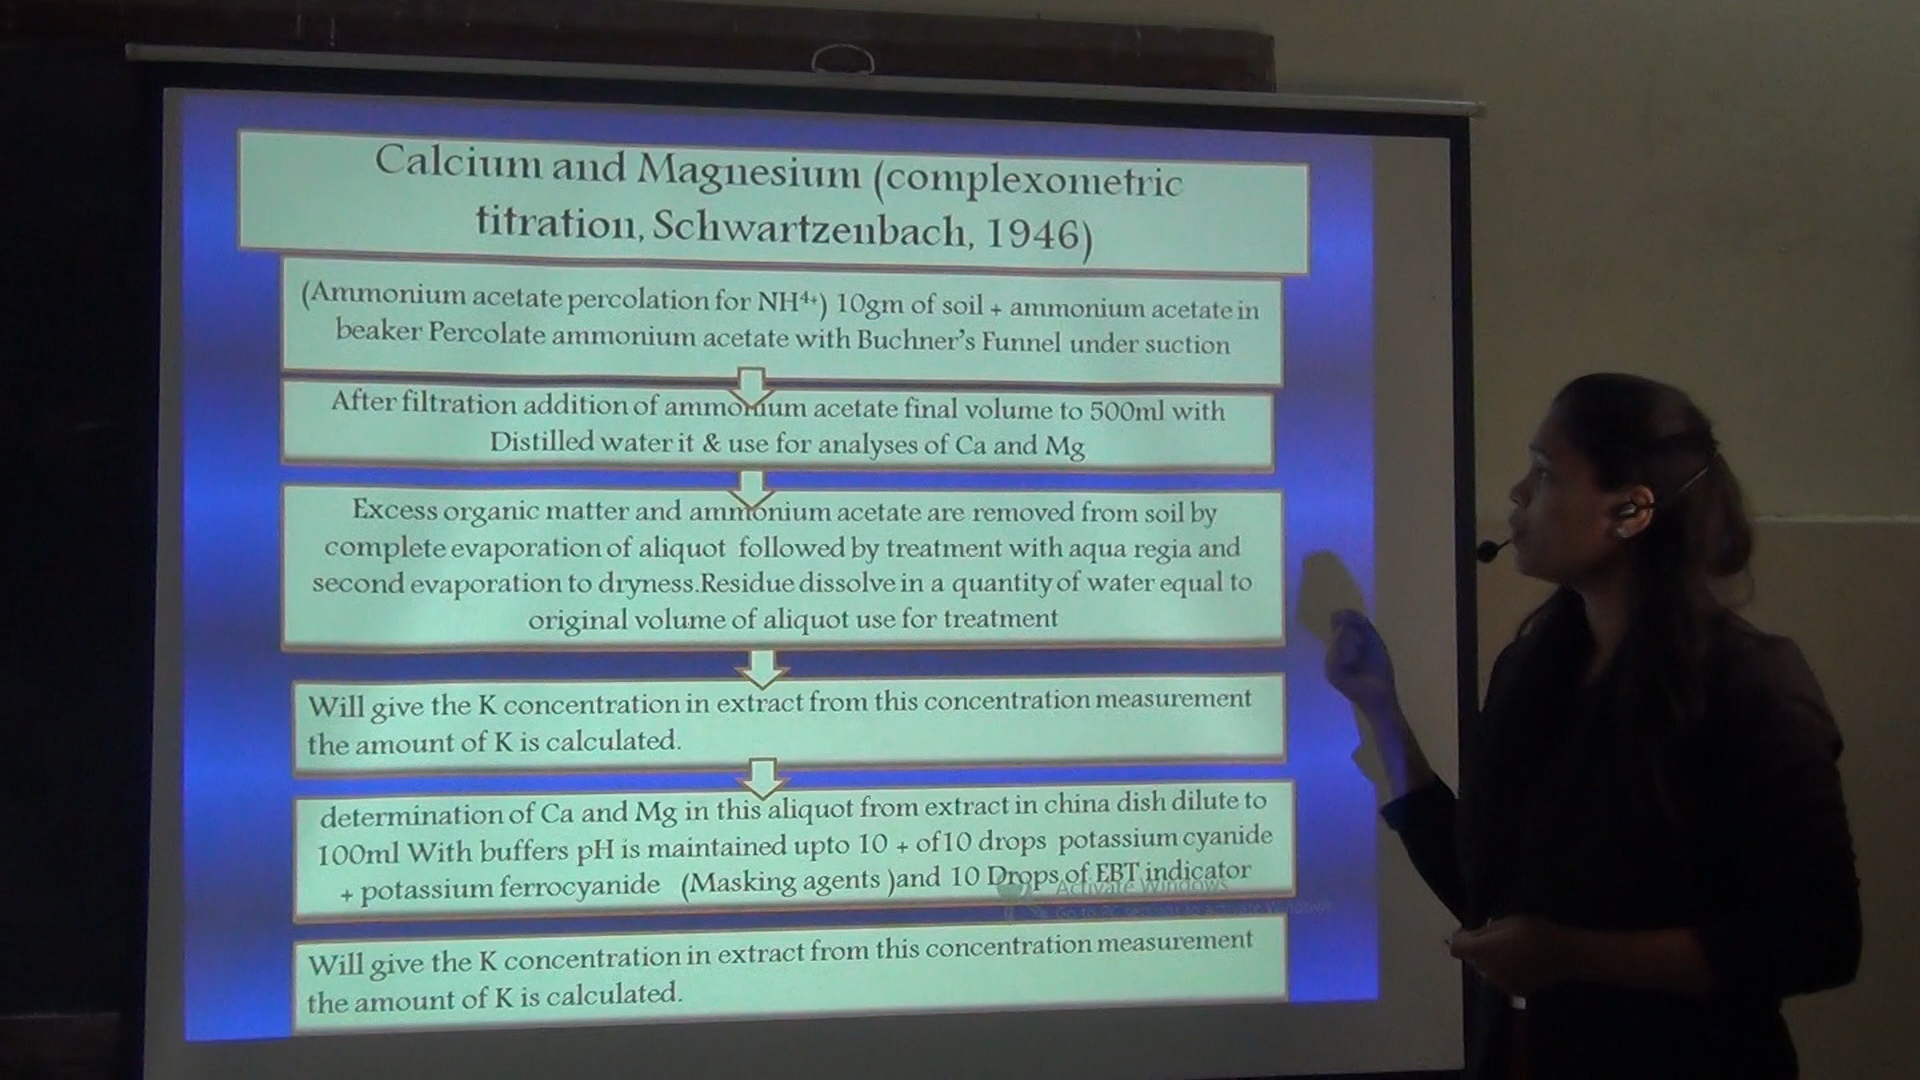 Calcium and Magnesium (complexometric
titration, Schwartzenbach, 1946)
(Ammonium acetate percolation for NH⁴⁺) 10gm of soil + ammonium acetate in
beaker Percolate ammonium acetate with Buchner's Funnel under suction
After filtration addition of ammonium acetate final volume to 500ml with
Distilled water it & use for analyses of Ca and Mg
Excess organic matter and ammonium acetate are removed from soil by
complete evaporation of aliquot followed by treatment with aqua regia and
second evaporation to dryness.Residue dissolve in a quantity of water equal to
original volume of aliquot use for treatment
Will give the K concentration in extract from this concentration measurement
the amount of K is calculated.
determination of Ca and Mg in this aliquot from extract in china dish dilute to
100ml With buffers pH is maintained upto 10 + of10 drops potassium cyanide
+ potassium ferrocyanide (Masking agents )and 10 Drops of EBT indicator
Activate Windows
Go to PC settings to activate Windows.
Will give the K concentration in extract from this concentration measurement
the amount of K is calculated.